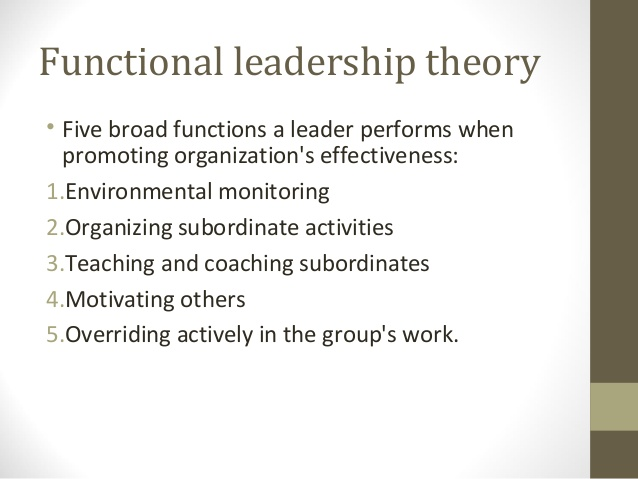 Functional leadership theory
• Five broad functions a leader performs when
promoting organization's effectiveness:
1.Environmental monitoring
2.Organizing subordinate activities
3.Teaching and coaching subordinates
4.Motivating others
5.Overriding actively in the group's work.